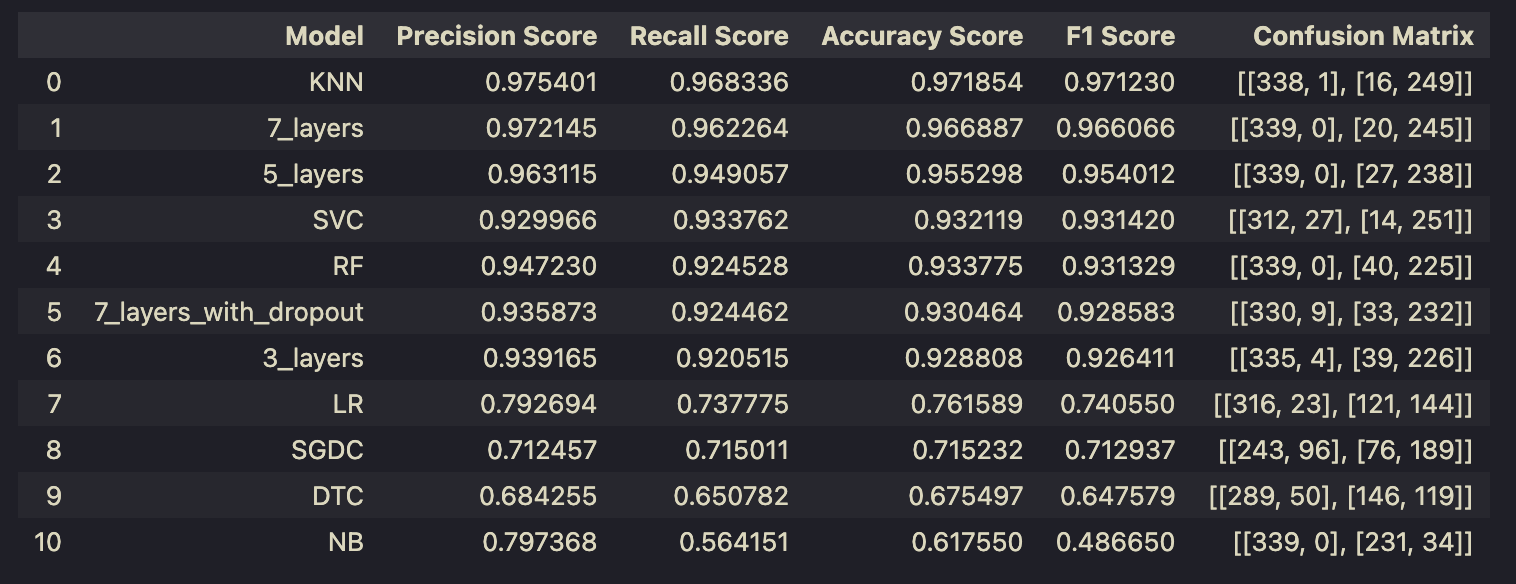 Model Precision Score Recall Score Accuracy Score F1 Score Confusion Matrix
0 KNN 0.975401 0.968336 0.971854 0.971230 [[338, 1], [16, 249]]
1 7_layers 0.972145 0.962264 0.966887 0.966066 [[339, 0], [20, 245]]
2 5_layers 0.963115 0.949057 0.955298 0.954012 [[339, 0], [27, 238]]
3 SVC 0.929966 0.933762 0.932119 0.931420 [[312, 27], [14, 251]]
4 RF 0.947230 0.924528 0.933775 0.931329 [[339, 0], [40, 225]]
5 7_layers_with_dropout 0.935873 0.924462 0.930464 0.928583 [[330, 9], [33, 232]]
6 3_layers 0.939165 0.920515 0.928808 0.926411 [[335, 4], [39, 226]]
7 LR 0.792694 0.737775 0.761589 0.740550 [[316, 23], [121, 144]]
8 SGDC 0.712457 0.715011 0.715232 0.712937 [[243, 96], [76, 189]]
9 DTC 0.684255 0.650782 0.675497 0.647579 [[289, 50], [146, 119]]
10 NB 0.797368 0.564151 0.617550 0.486650 [[339, 0], [231, 34]]